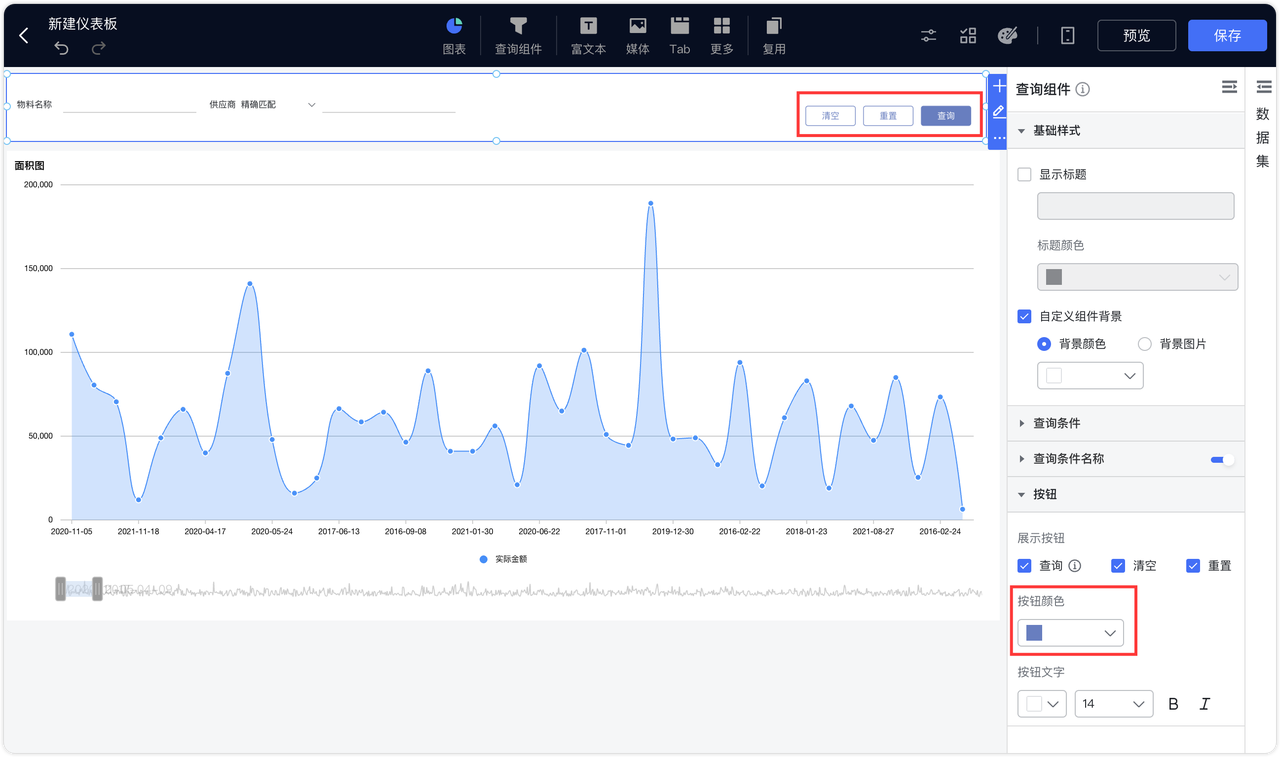 新建仪表板
图表
查询组件
富文本
媒体
Tab
更多
复用
预览
保存
物料名称
供应商 精确匹配
清空
重置
查询
面积图
200,000
150,000
100,000
50,000
0
2020-11-05 2021-11-18 2020-04-17 2020-05-24 2017-06-13 2016-09-08 2021-01-30 2020-06-22 2017-11-01 2019-12-30 2016-02-22 2018-01-23 2021-08-27 2016-02-24
实际金额
查询组件
基础样式
显示标题
标题颜色
自定义组件背景
背景颜色
背景图片
查询条件
查询条件名称
按钮
展示按钮
查询
清空
重置
按钮颜色
按钮文字
14
B I
数据集